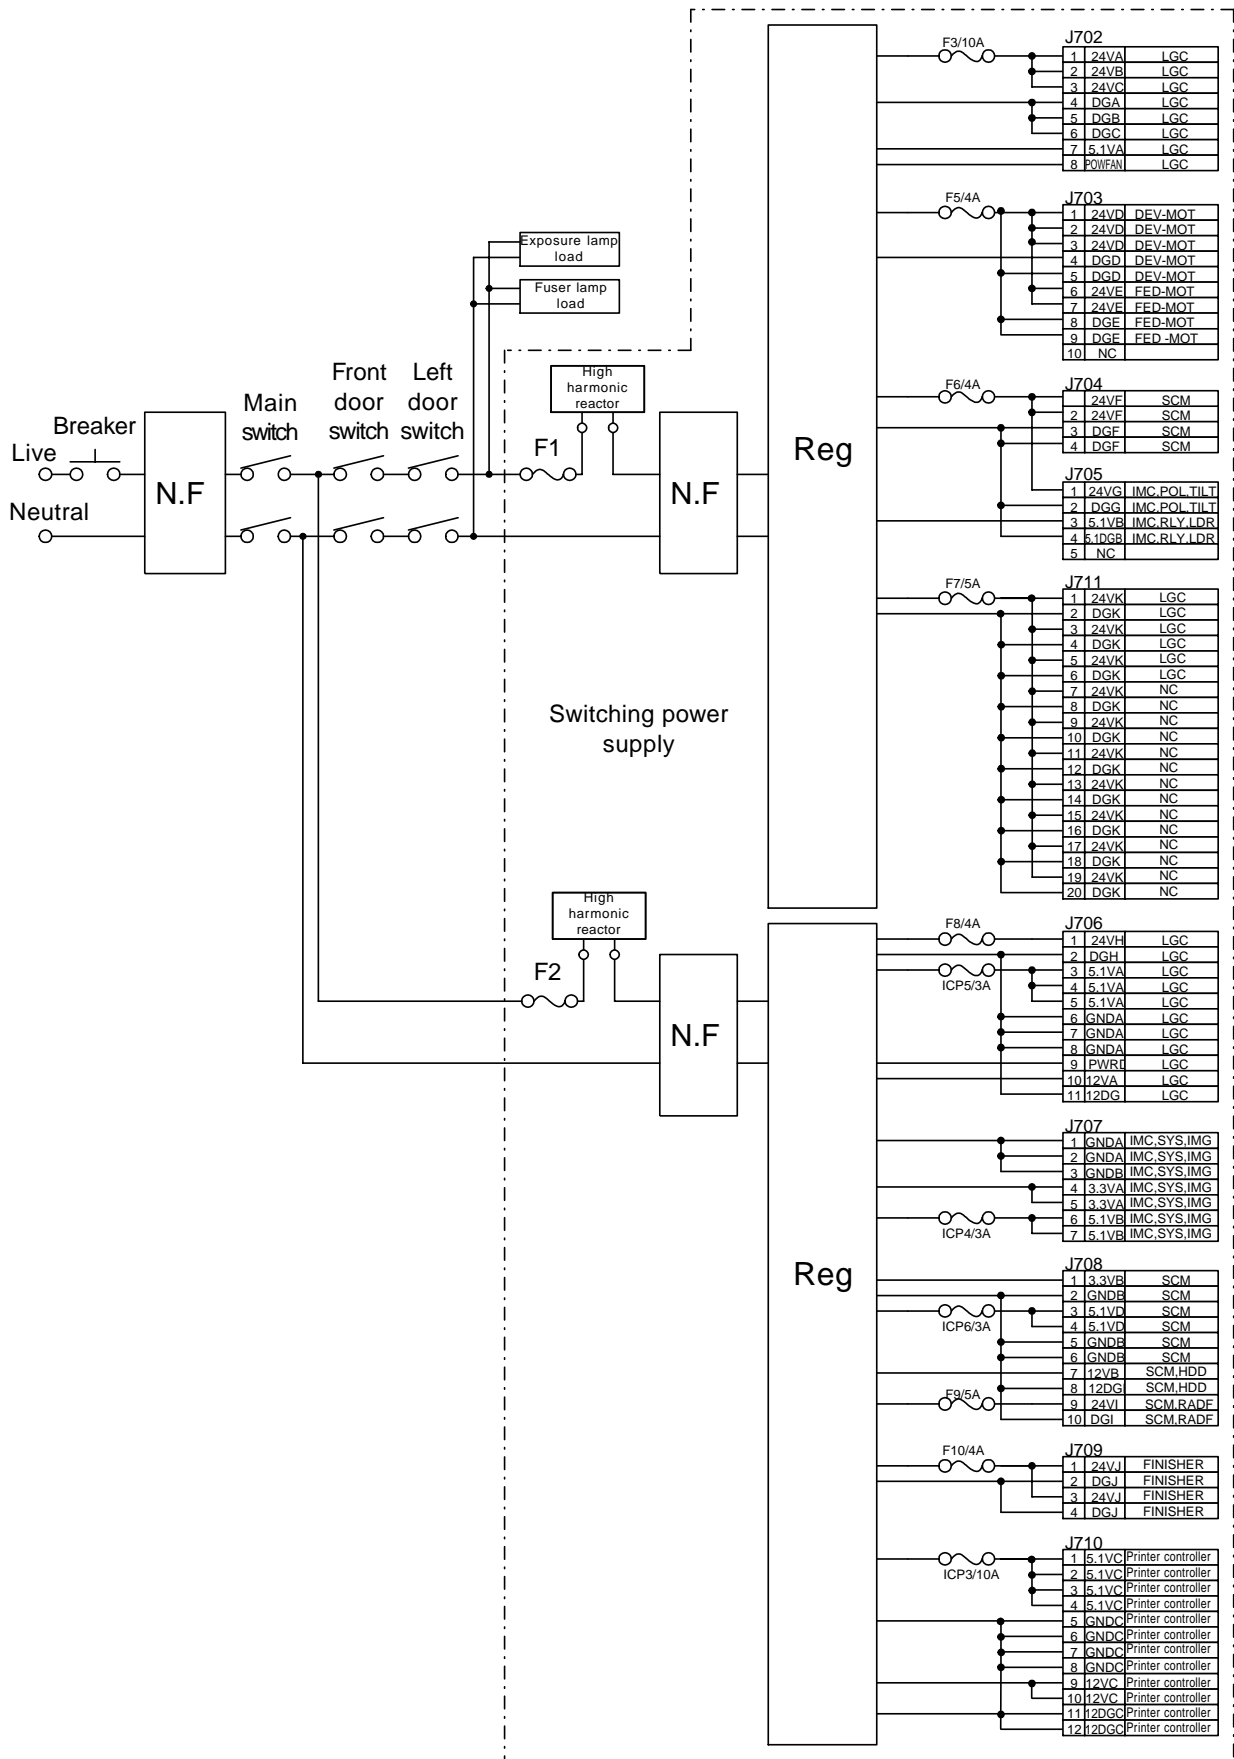 Live
Breaker
Neutral
N.F
Main
switch
Front
door
switch
Left
door
switch
Exposure lamp
load
Fuser lamp
load
F1
High
harmonic
reactor
N.F
Reg
Switching power
supply
F2
High
harmonic
reactor
N.F
Reg
F3/10A
J702
1 24VA LGC
2 24VB LGC
3 24VC LGC
4 DGA LGC
5 DGB LGC
6 DGC LGC
7 5.1VA LGC
8 POWFAN LGC
F5/4A
J703
1 24VD DEV-MOT
2 24VD DEV-MOT
3 24VD DEV-MOT
4 DGD DEV-MOT
5 DGD DEV-MOT
6 24VE FED-MOT
7 24VE FED-MOT
8 DGE FED-MOT
9 DGE FED -MOT
10 NC
F6/4A
J704
1 24VF SCM
2 24VF SCM
3 DGF SCM
4 DGF SCM
J705
1 24VG IMC.POL.TILT
2 DGG IMC.POL.TILT
3 5.1VB IMC.RLY.LDR
4 5.1DGB IMC.RLY.LDR
5 NC
F7/5A
J711
1 24VK LGC
2 DGK LGC
3 24VK LGC
4 DGK LGC
5 24VK LGC
6 DGK LGC
7 24VK NC
8 DGK NC
9 24VK NC
10 DGK NC
11 24VK NC
12 DGK NC
13 24VK NC
14 DGK NC
15 24VK NC
16 DGK NC
17 24VK NC
18 DGK NC
19 24VK NC
20 DGK NC
F8/4A
ICP5/3A
J706
1 24VH LGC
2 DGH LGC
3 5.1VA LGC
4 5.1VA LGC
5 5.1VA LGC
6 GNDA LGC
7 GNDA LGC
8 GNDA LGC
9 PWRD LGC
10 12VA LGC
11 12DG LGC
ICP4/3A
J707
1 GNDA IMC,SYS,IMG
2 GNDA IMC,SYS,IMG
3 GNDB IMC,SYS,IMG
4 3.3VA IMC,SYS,IMG
5 3.3VA IMC,SYS,IMG
6 5.1VB IMC,SYS,IMG
7 5.1VB IMC,SYS,IMG
ICP6/3A
F9/5A
J708
1 3.3VB SCM
2 GNDB SCM
3 5.1VD SCM
4 5.1VD SCM
5 GNDB SCM
6 GNDB SCM
7 12VB SCM,HDD
8 12DG SCM,HDD
9 24VI SCM,RADF
10 DGI SCM,RADF
F10/4A
J709
1 24VJ FINISHER
2 DGJ FINISHER
3 24VJ FINISHER
4 DGJ FINISHER
ICP3/10A
J710
1 5.1VC Printer controller
2 5.1VC Printer controller
3 5.1VC Printer controller
4 5.1VC Printer controller
5 GNDC Printer controller
6 GNDC Printer controller
7 GNDC Printer controller
8 GNDC Printer controller
9 12VC Printer controller
10 12VC Printer controller
11 12DGC Printer controller
12 12DGC Printer controller